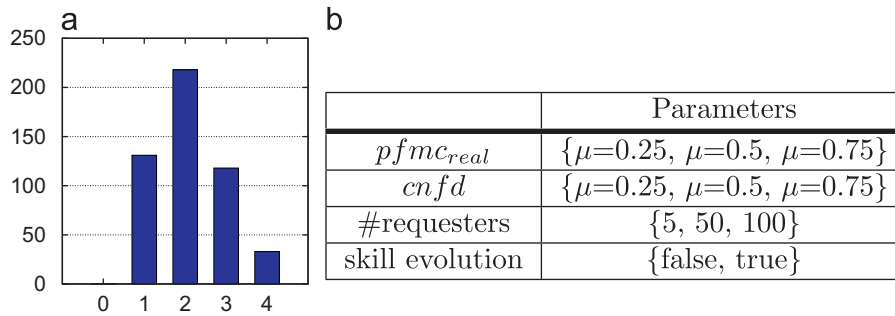 a
250
200
150
100
50
0
0 1 2 3 4
b
Parameters
pfmc_real {μ=0.25, μ=0.5, μ=0.75}
cnfd {μ=0.25, μ=0.5, μ=0.75}
#requesters {5, 50, 100}
skill evolution {false, true}